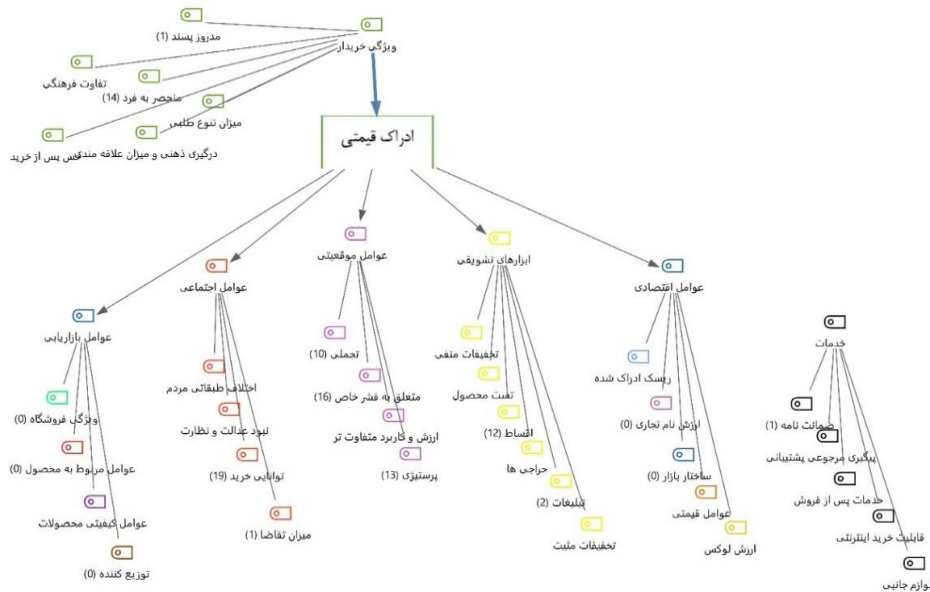 مدروز پسند (1)
ویژگی خریدار
تفاوت فرهنگی
منحصر به فرد (14)
میزان تنوع طلبی
درگیری ذهنی و میزان علاقه مندی
حس پس از خرید
ادراک قیمتی
عوامل بازاریابی
ویژگی فروشگاه (0)
عوامل مربوط به محصول (0)
عوامل کیفیتی محصولات
توزیع کننده (0)
عوامل اجتماعی
اختلاف طبقاتی مردم
نبود عدالت و نظارت
توانایی خرید (19)
میزان تقاضا (1)
عوامل موقعیتی
تجملی (10)
متعلق به قشر خاص (16)
ارزش و کاربرد متفاوت تر
پرستیژی (13)
ابزارهای تشویقی
تخفیفات منفی
تست محصول
اقساط (12)
حراجی ها
تبلیغات (2)
تخفیفات مثبت
عوامل اقتصادی
ریسک ادراک شده
ارزش نام تجاری (0)
ساختار بازار (0)
عوامل قیمتی
ارزش لوکس
خدمات
ضمانت نامه (1)
پیگیری مرجوعی پشتیبانی
خدمات پس از فروش
قابلیت خرید اینترنتی
لوازم جانبی